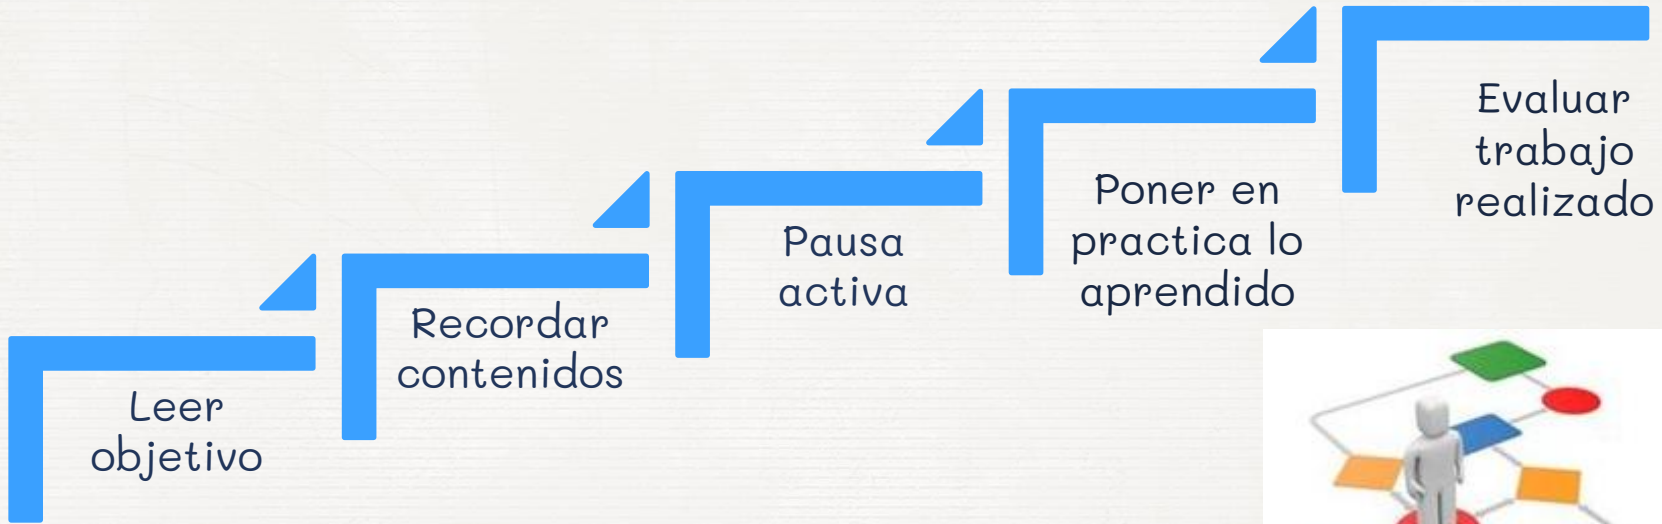 Leer
objetivo
Recordar
contenidos
Pausa
activa
Poner en
practica lo
aprendido
Evaluar
trabajo
realizado